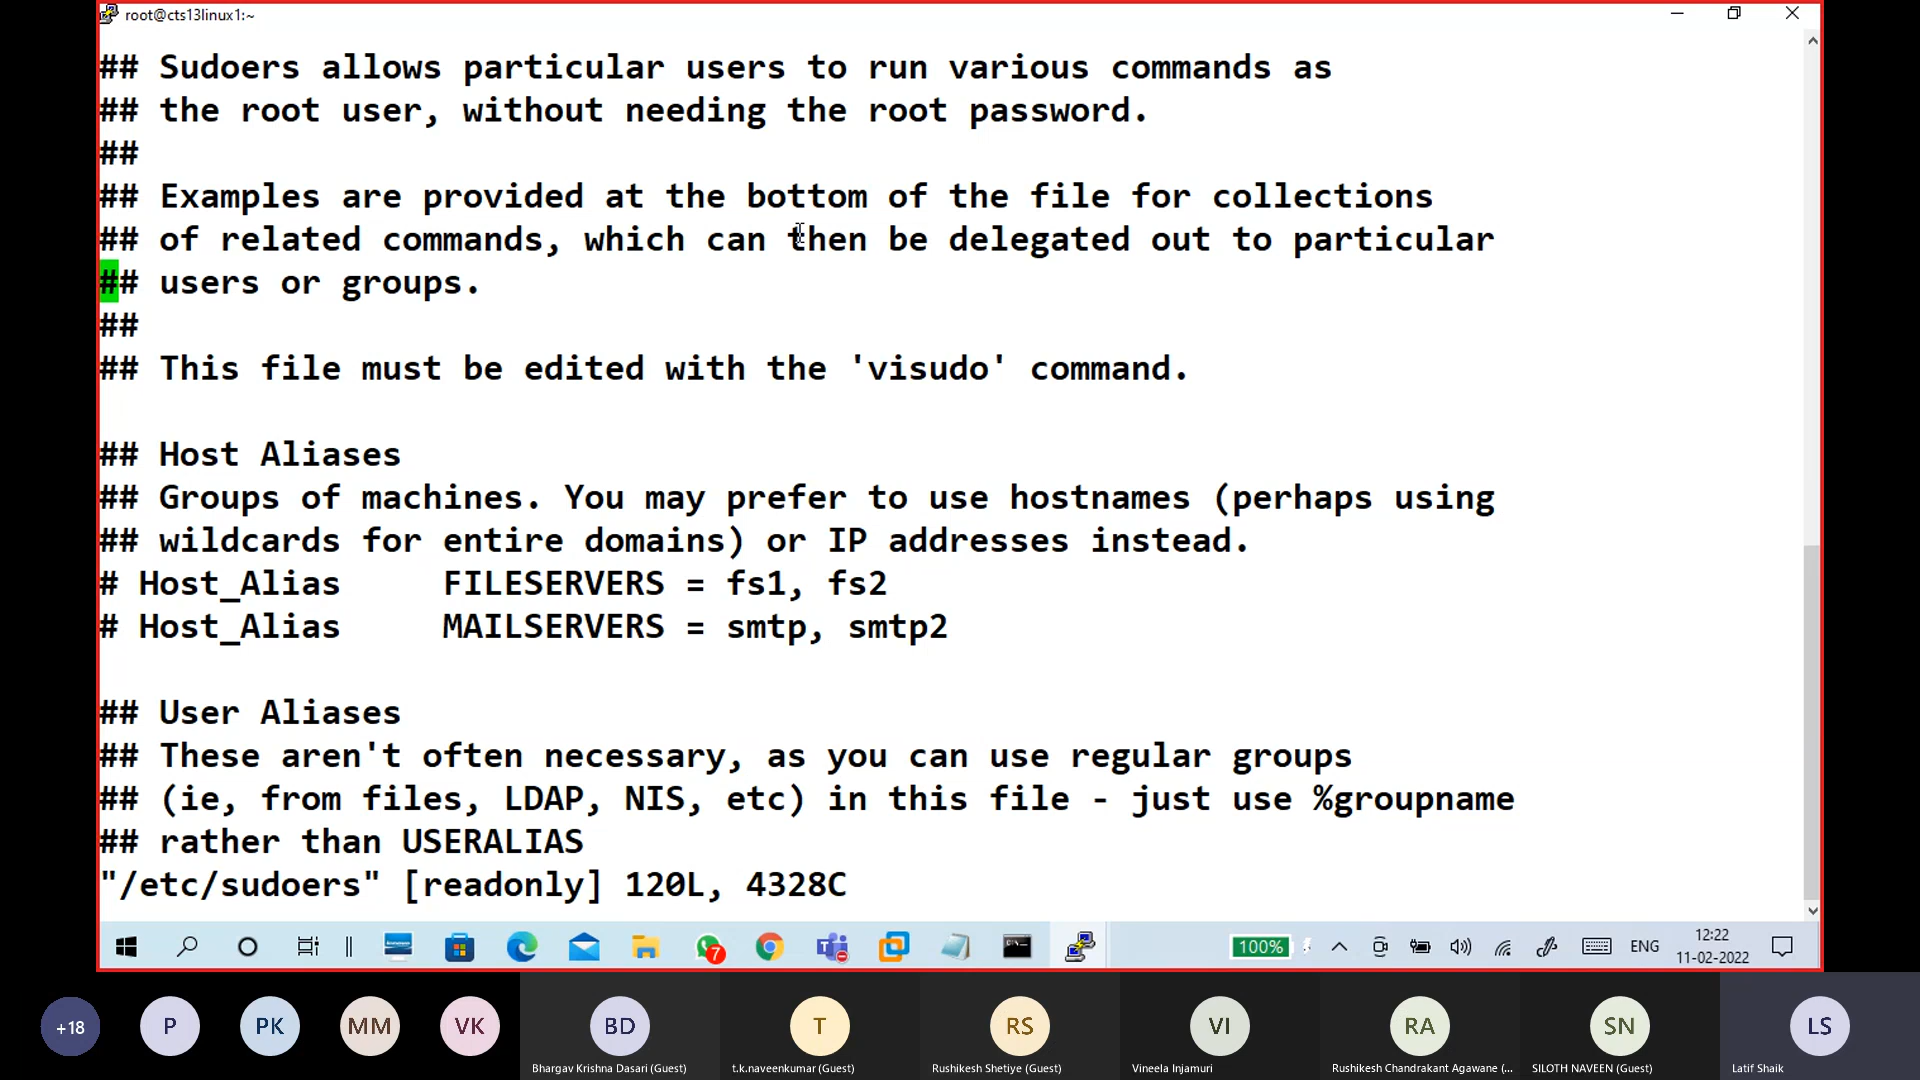 root@cts13linux1:~
## Sudoers allows particular users to run various commands as
## the root user, without needing the root password.
##
## Examples are provided at the bottom of the file for collections
## of related commands, which can then be delegated out to particular
## users or groups.
##
## This file must be edited with the 'visudo' command.
## Host Aliases
## Groups of machines. You may prefer to use hostnames (perhaps using
## wildcards for entire domains) or IP addresses instead.
# Host_Alias     FILESERVERS = fs1, fs2
# Host_Alias     MAILSERVERS = smtp, smtp2
## User Aliases
## These aren't often necessary, as you can use regular groups
## (ie, from files, LDAP, NIS, etc) in this file - just use %groupname
## rather than USERALIAS
"/etc/sudoers" [readonly] 120L, 4328C
7
100%
ENG
12:22
11-02-2022
+18
P
PK
MM
VK
BD
T
RS
VI
RA
SN
LS
Bhargav Krishna Dasari (Guest)
t.k.naveenkumar (Guest)
Rushikesh Shetiye (Guest)
Vineela Injamuri
Rushikesh Chandrakant Agawane (...
SILOTH NAVEEN (Guest)
Latif Shaik